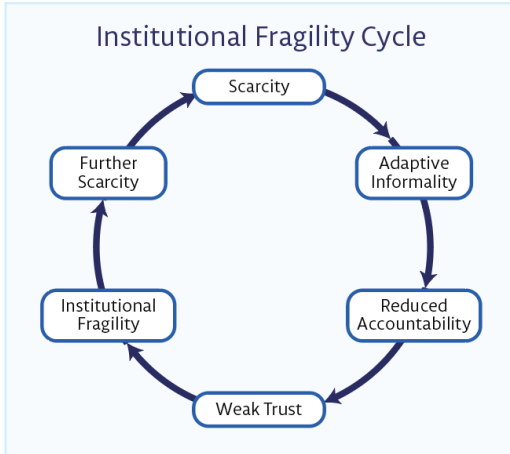 Institutional Fragility Cycle
Scarcity
Adaptive
Informality
Reduced
Accountability
Weak Trust
Institutional
Fragility
Further
Scarcity